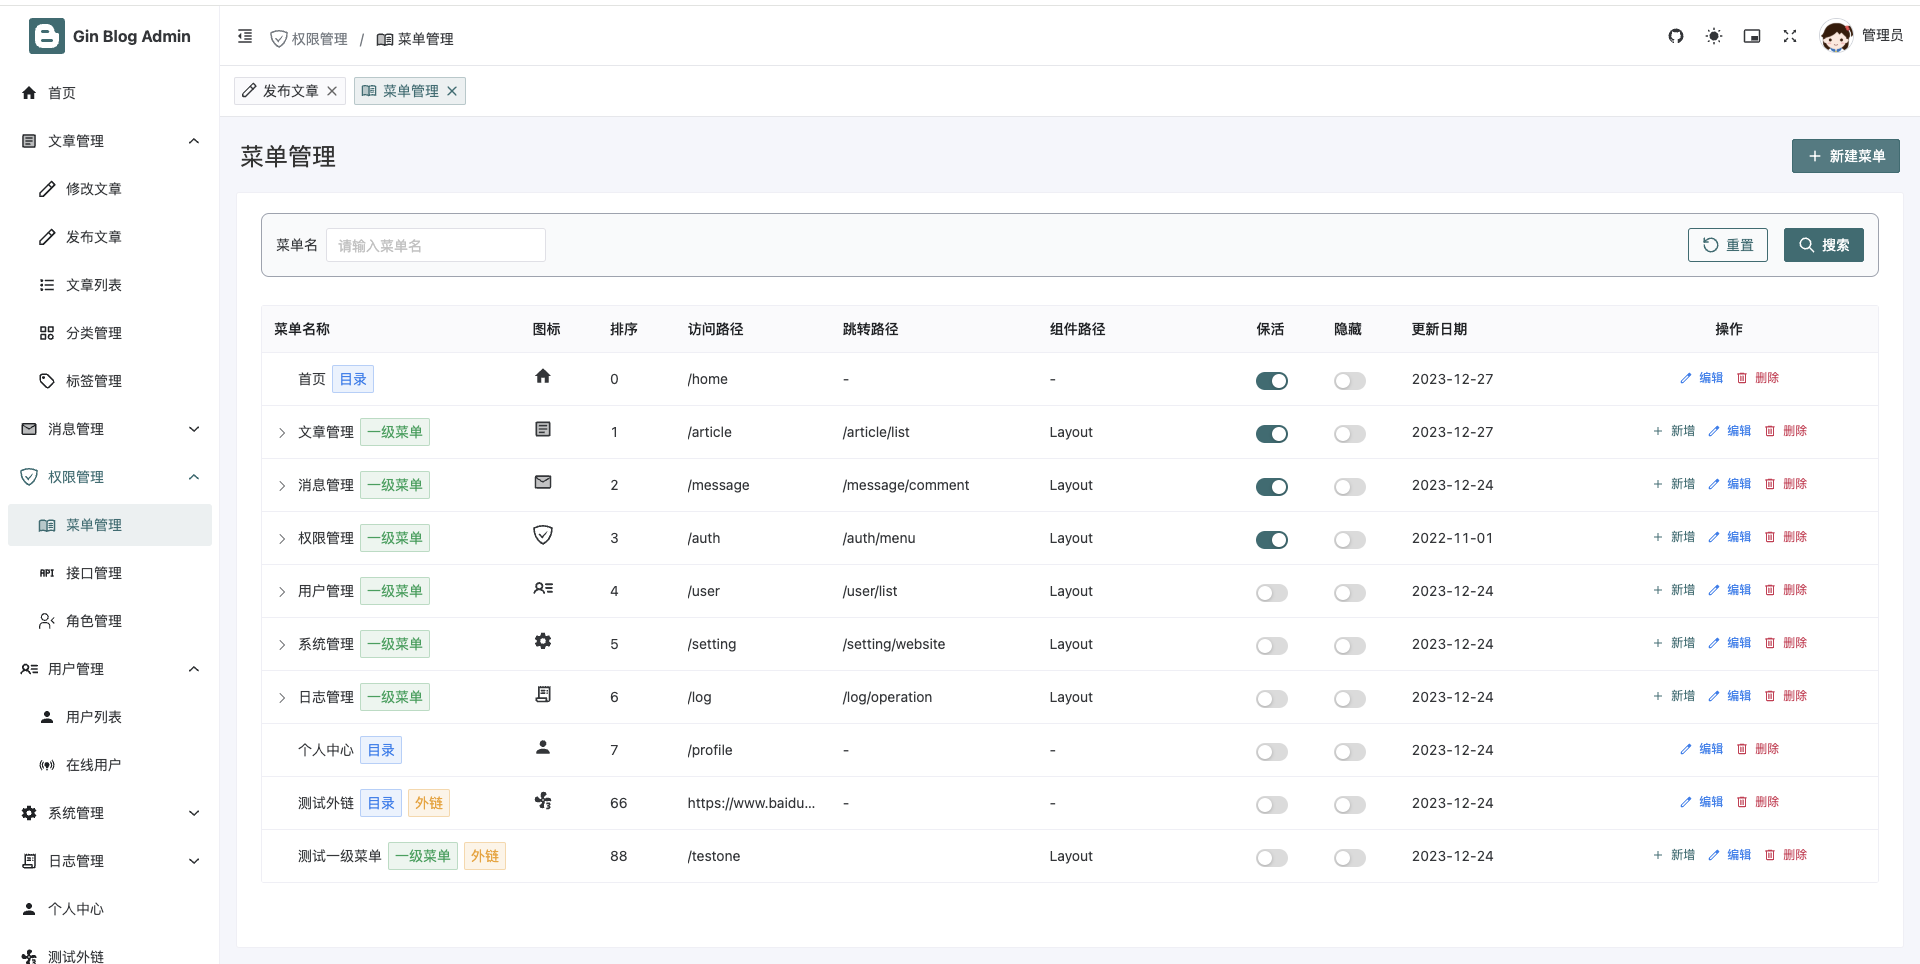 Gin Blog Admin
权限管理 / 菜单管理
管理员
发布文章
菜单管理
首页
文章管理
修改文章
发布文章
文章列表
分类管理
标签管理
消息管理
权限管理
菜单管理
API 接口管理
角色管理
用户管理
用户列表
在线用户
系统管理
日志管理
个人中心
测试外链
菜单管理
新建菜单
菜单名 请输入菜单名 重置 搜索
菜单名称 图标 排序 访问路径 跳转路径 组件路径 保活 隐藏 更新日期 操作
首页 目录 0 /home - - 2023-12-27 编辑 删除
文章管理 一级菜单 1 /article /article/list Layout 2023-12-27 新增 编辑 删除
消息管理 一级菜单 2 /message /message/comment Layout 2023-12-24 新增 编辑 删除
权限管理 一级菜单 3 /auth /auth/menu Layout 2022-11-01 新增 编辑 删除
用户管理 一级菜单 4 /user /user/list Layout 2023-12-24 新增 编辑 删除
系统管理 一级菜单 5 /setting /setting/website Layout 2023-12-24 新增 编辑 删除
日志管理 一级菜单 6 /log /log/operation Layout 2023-12-24 新增 编辑 删除
个人中心 目录 7 /profile - - 2023-12-24 编辑 删除
测试外链 目录 外链 66 https://www.baidu... - - 2023-12-24 编辑 删除
测试一级菜单 一级菜单 外链 88 /testone Layout 2023-12-24 新增 编辑 删除